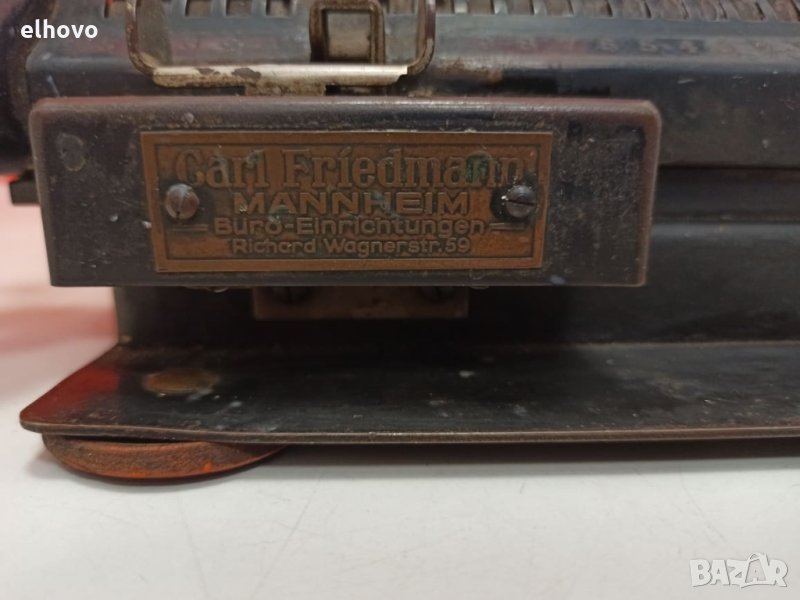 elhovo
Carl Friedmann
MANNHEIM
Büro-Einrichtungen
Richard Wagnerstr. 59
BAZAR